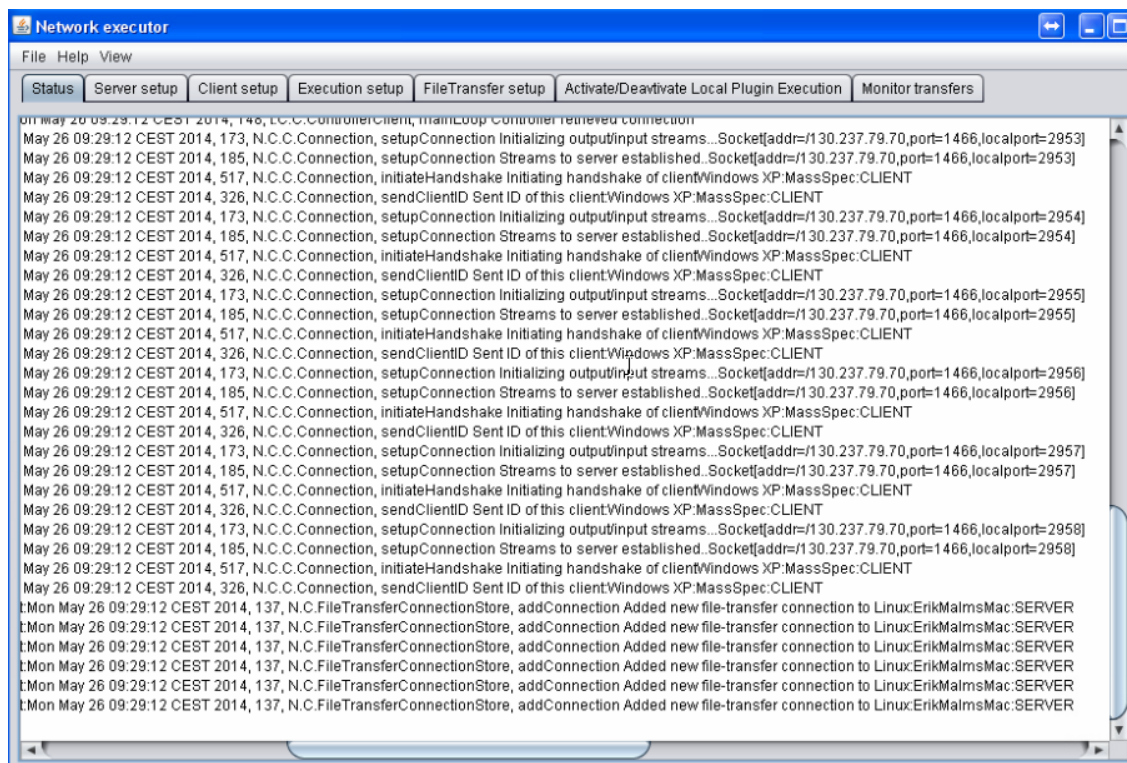 Network executor
File Help View
Status Server setup Client setup Execution setup FileTransfer setup Activate/Deavtivate Local Plugin Execution Monitor transfers
on May 26 09:29:12 CEST 2014, 148, I.C.C.ControllerClient, mainLoop Controller retrieved connection
May 26 09:29:12 CEST 2014, 173, N.C.C.Connection, setupConnection Initializing output/input streams...Socket[addr=/130.237.79.70,port=1466,localport=2953]
May 26 09:29:12 CEST 2014, 185, N.C.C.Connection, setupConnection Streams to server established..Socket[addr=/130.237.79.70,port=1466,localport=2953]
May 26 09:29:12 CEST 2014, 517, N.C.C.Connection, initiateHandshake Initiating handshake of clientWindows XP:MassSpec:CLIENT
May 26 09:29:12 CEST 2014, 326, N.C.C.Connection, sendClientID Sent ID of this client:Windows XP:MassSpec:CLIENT
May 26 09:29:12 CEST 2014, 173, N.C.C.Connection, setupConnection Initializing output/input streams...Socket[addr=/130.237.79.70,port=1466,localport=2954]
May 26 09:29:12 CEST 2014, 185, N.C.C.Connection, setupConnection Streams to server established..Socket[addr=/130.237.79.70,port=1466,localport=2954]
May 26 09:29:12 CEST 2014, 517, N.C.C.Connection, initiateHandshake Initiating handshake of clientWindows XP:MassSpec:CLIENT
May 26 09:29:12 CEST 2014, 326, N.C.C.Connection, sendClientID Sent ID of this client:Windows XP:MassSpec:CLIENT
May 26 09:29:12 CEST 2014, 173, N.C.C.Connection, setupConnection Initializing output/input streams...Socket[addr=/130.237.79.70,port=1466,localport=2955]
May 26 09:29:12 CEST 2014, 185, N.C.C.Connection, setupConnection Streams to server established..Socket[addr=/130.237.79.70,port=1466,localport=2955]
May 26 09:29:12 CEST 2014, 517, N.C.C.Connection, initiateHandshake Initiating handshake of clientWindows XP:MassSpec:CLIENT
May 26 09:29:12 CEST 2014, 326, N.C.C.Connection, sendClientID Sent ID of this client:Windows XP:MassSpec:CLIENT
May 26 09:29:12 CEST 2014, 173, N.C.C.Connection, setupConnection Initializing output/input streams...Socket[addr=/130.237.79.70,port=1466,localport=2956]
May 26 09:29:12 CEST 2014, 185, N.C.C.Connection, setupConnection Streams to server established..Socket[addr=/130.237.79.70,port=1466,localport=2956]
May 26 09:29:12 CEST 2014, 517, N.C.C.Connection, initiateHandshake Initiating handshake of clientWindows XP:MassSpec:CLIENT
May 26 09:29:12 CEST 2014, 326, N.C.C.Connection, sendClientID Sent ID of this client:Windows XP:MassSpec:CLIENT
May 26 09:29:12 CEST 2014, 173, N.C.C.Connection, setupConnection Initializing output/input streams...Socket[addr=/130.237.79.70,port=1466,localport=2957]
May 26 09:29:12 CEST 2014, 185, N.C.C.Connection, setupConnection Streams to server established..Socket[addr=/130.237.79.70,port=1466,localport=2957]
May 26 09:29:12 CEST 2014, 517, N.C.C.Connection, initiateHandshake Initiating handshake of clientWindows XP:MassSpec:CLIENT
May 26 09:29:12 CEST 2014, 326, N.C.C.Connection, sendClientID Sent ID of this client:Windows XP:MassSpec:CLIENT
May 26 09:29:12 CEST 2014, 173, N.C.C.Connection, setupConnection Initializing output/input streams...Socket[addr=/130.237.79.70,port=1466,localport=2958]
May 26 09:29:12 CEST 2014, 185, N.C.C.Connection, setupConnection Streams to server established..Socket[addr=/130.237.79.70,port=1466,localport=2958]
May 26 09:29:12 CEST 2014, 517, N.C.C.Connection, initiateHandshake Initiating handshake of clientWindows XP:MassSpec:CLIENT
May 26 09:29:12 CEST 2014, 326, N.C.C.Connection, sendClientID Sent ID of this client:Windows XP:MassSpec:CLIENT
t:Mon May 26 09:29:12 CEST 2014, 137, N.C.FileTransferConnectionStore, addConnection Added new file-transfer connection to Linux:ErikMalmsMac:SERVER
t:Mon May 26 09:29:12 CEST 2014, 137, N.C.FileTransferConnectionStore, addConnection Added new file-transfer connection to Linux:ErikMalmsMac:SERVER
t:Mon May 26 09:29:12 CEST 2014, 137, N.C.FileTransferConnectionStore, addConnection Added new file-transfer connection to Linux:ErikMalmsMac:SERVER
t:Mon May 26 09:29:12 CEST 2014, 137, N.C.FileTransferConnectionStore, addConnection Added new file-transfer connection to Linux:ErikMalmsMac:SERVER
t:Mon May 26 09:29:12 CEST 2014, 137, N.C.FileTransferConnectionStore, addConnection Added new file-transfer connection to Linux:ErikMalmsMac:SERVER
t:Mon May 26 09:29:12 CEST 2014, 137, N.C.FileTransferConnectionStore, addConnection Added new file-transfer connection to Linux:ErikMalmsMac:SERVER